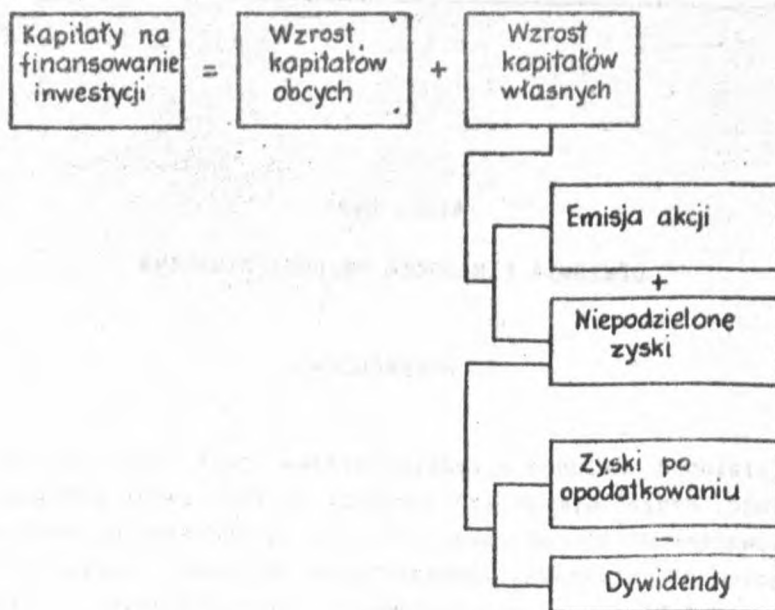 Kapitały na
finansowanie
inwestycji
=
Wzrost
kapitałów
obcych
+
Wzrost
kapitałów
własnych
Emisja akcji
+
Niepodzielone
zyski
Zyski po
opodatkowaniu
–
Dywidendy